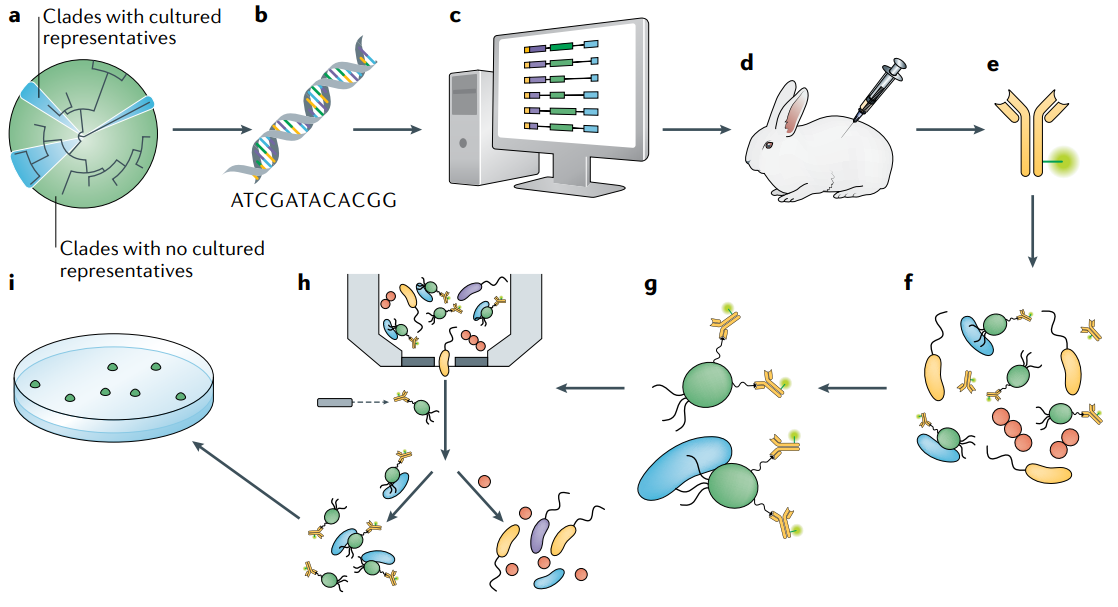 a
Clades with cultured
representatives
b
c
d
e
ATCGATACACGG
Clades with no cultured
representatives
i
h
g
f